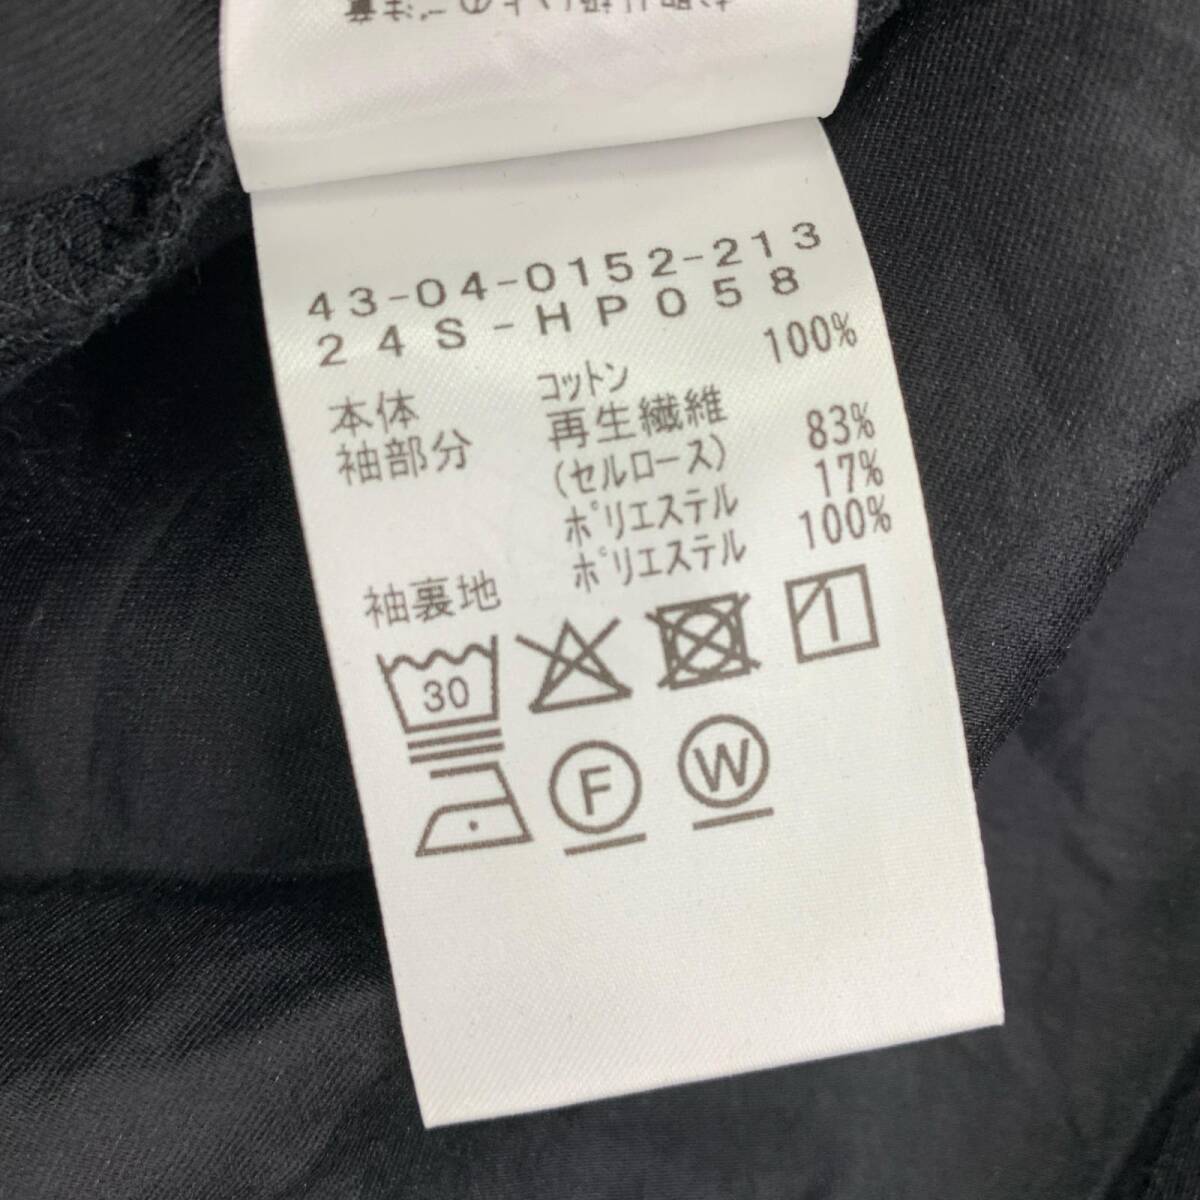 43-04-0152-213
24S-HP058
本体 コットン 100%
袖部分 再生繊維
(セルロース) 83%
ポリエステル 17%
袖裏地 ポリエステル 100%
30
F W